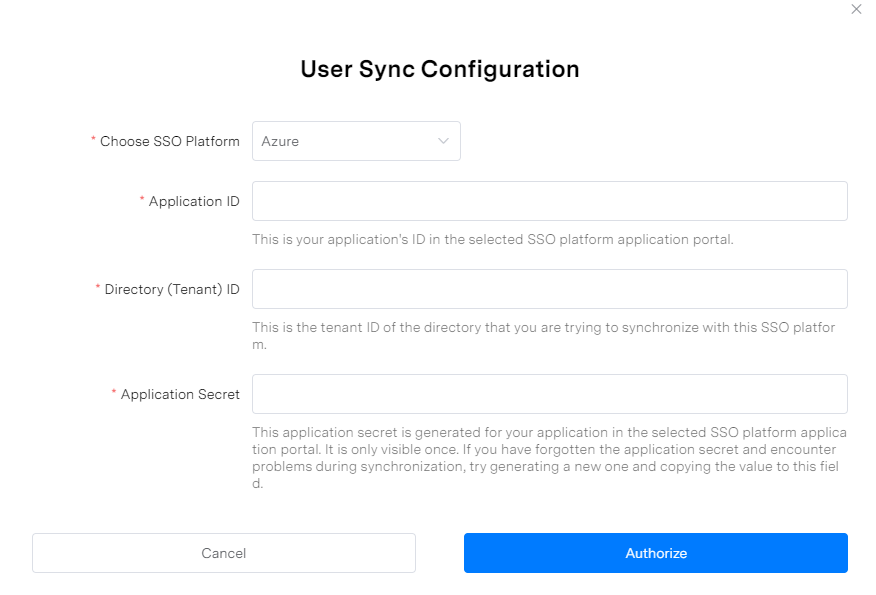 User Sync Configuration
* Choose SSO Platform
Azure
* Application ID
This is your application's ID in the selected SSO platform application portal.
* Directory (Tenant) ID
This is the tenant ID of the directory that you are trying to synchronize with this SSO platfor
m.
* Application Secret
This application secret is generated for your application in the selected SSO platform applica
tion portal. It is only visible once. If you have forgotten the application secret and encounter
problems during synchronization, try generating a new one and copying the value to this fiel
d.
Cancel
Authorize